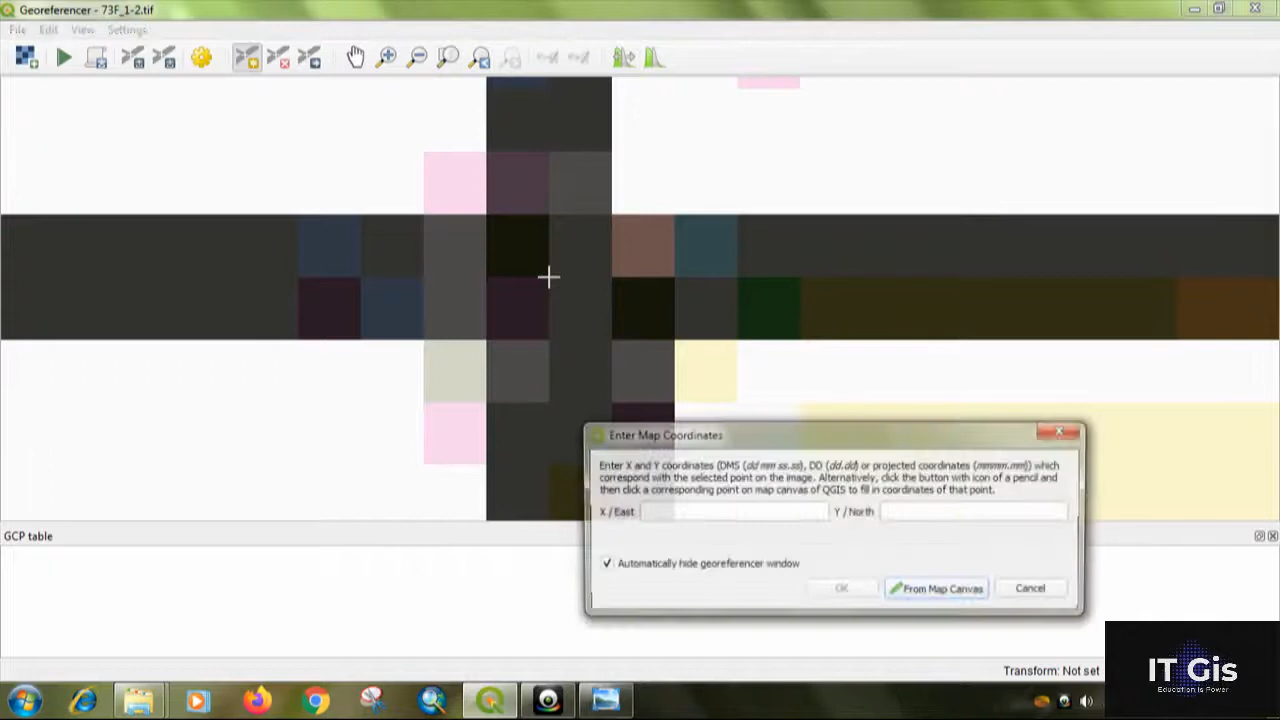 Georeferencer - 73F_1-2.tif
File Edit View Settings
Enter Map Coordinates
Enter X and Y coordinates (DMS (dd mm ss.ss), DD (dd.dd) or projected coordinates (mmmm.mm)) which
correspond with the selected point on the image. Alternatively, click the button with icon of a pencil and
then click a corresponding point on map canvas of QGIS to fill in coordinates of that point.
X / East Y / North
GCP table
Automatically hide georeferencer window
OK From Map Canvas Cancel
Transform: Not set
IT Gis
Education is Power